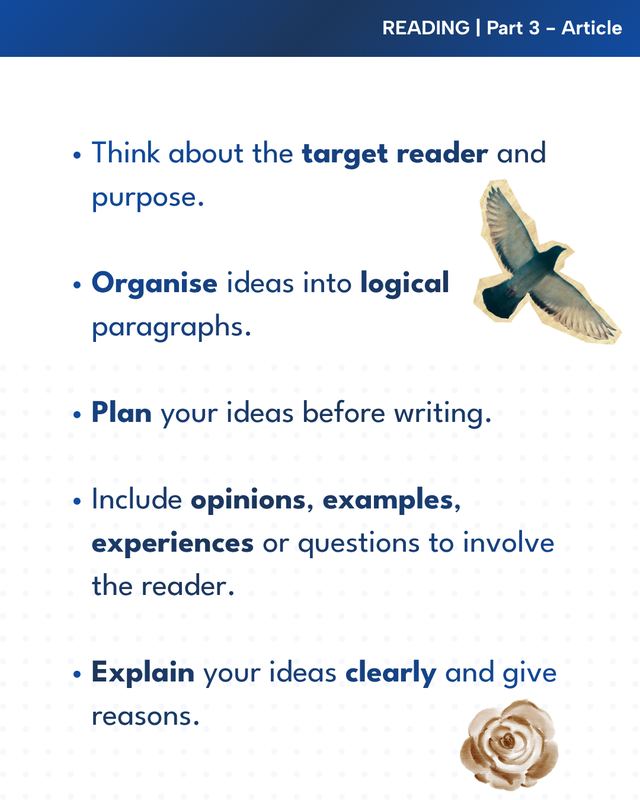 READING | Part 3 – Article
• Think about the target reader and
purpose.
• Organise ideas into logical
paragraphs.
• Plan your ideas before writing.
• Include opinions, examples,
experiences or questions to involve
the reader.
• Explain your ideas clearly and give
reasons.